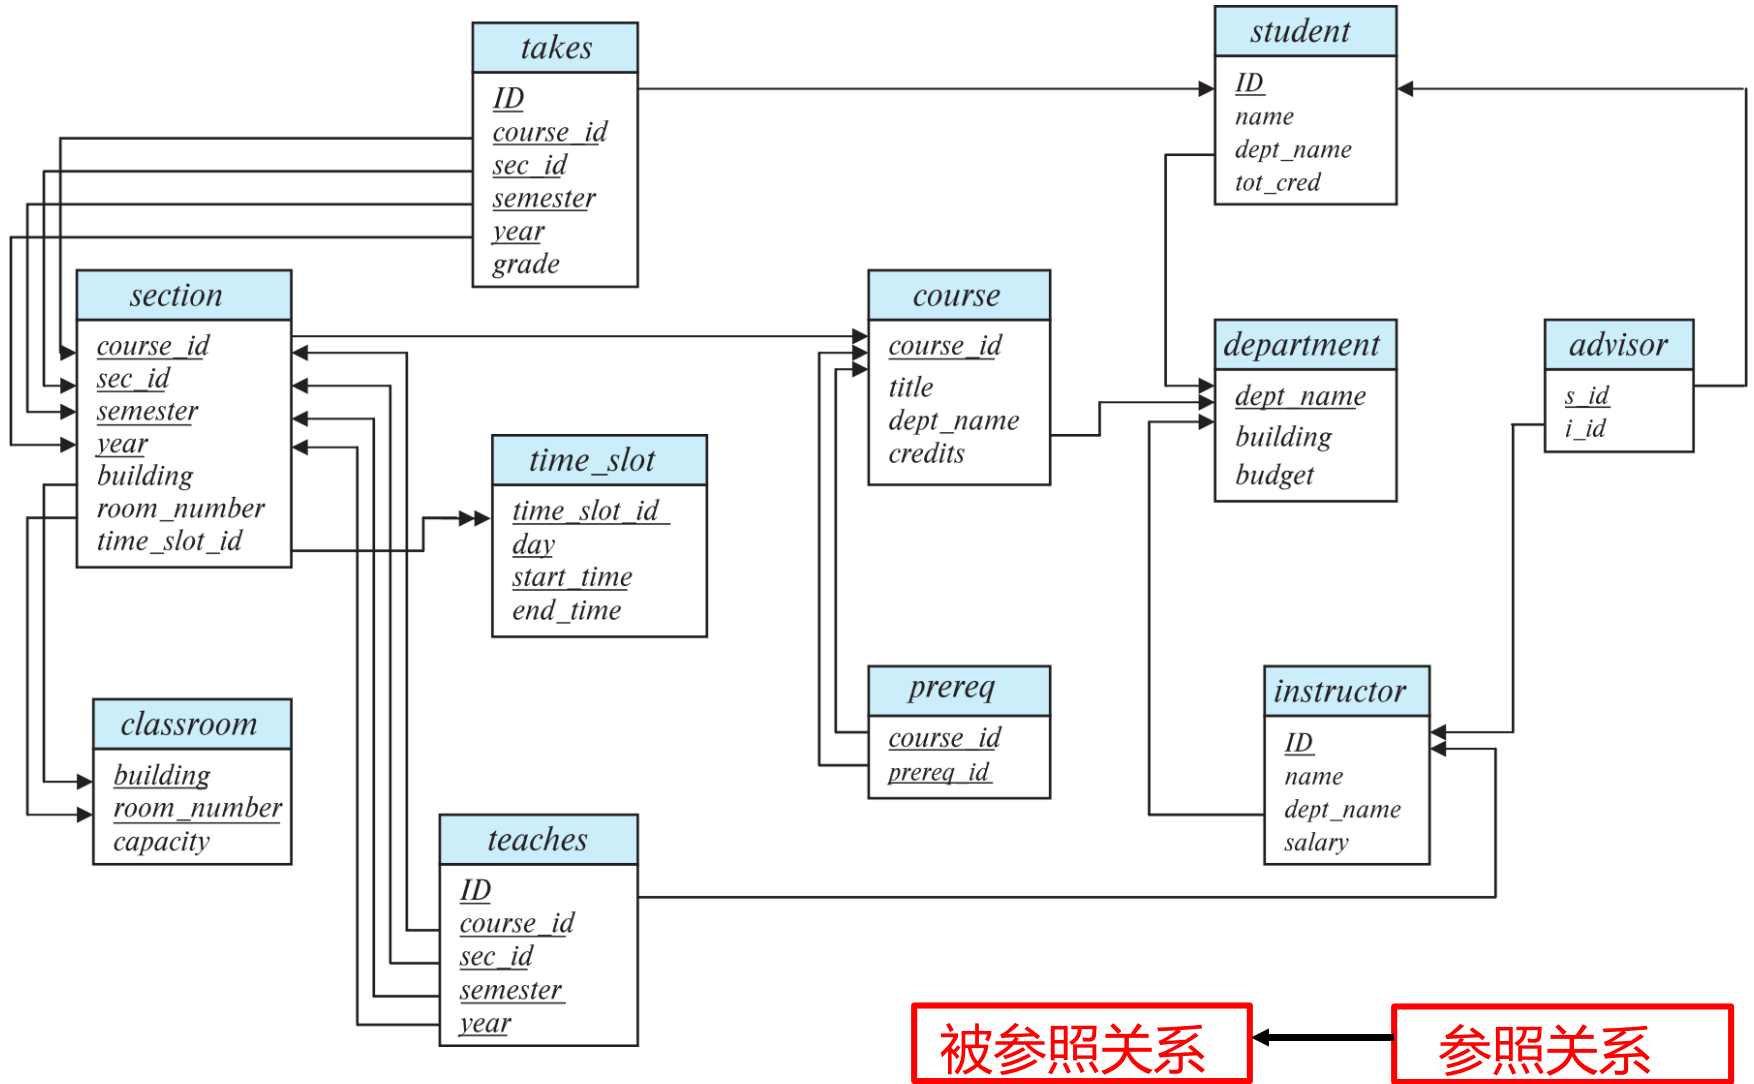 takes
ID
course_id
sec_id
semester
year
grade
student
ID
name
dept_name
tot_cred
section
course_id
sec_id
semester
year
building
room_number
time_slot_id
course
course_id
title
dept_name
credits
department
dept_name
building
budget
advisor
s_id
i_id
time_slot
time_slot_id
day
start_time
end_time
prereq
course_id
prereq_id
instructor
ID
name
dept_name
salary
classroom
building
room_number
capacity
teaches
ID
course_id
sec_id
semester
year
被参照关系
参照关系